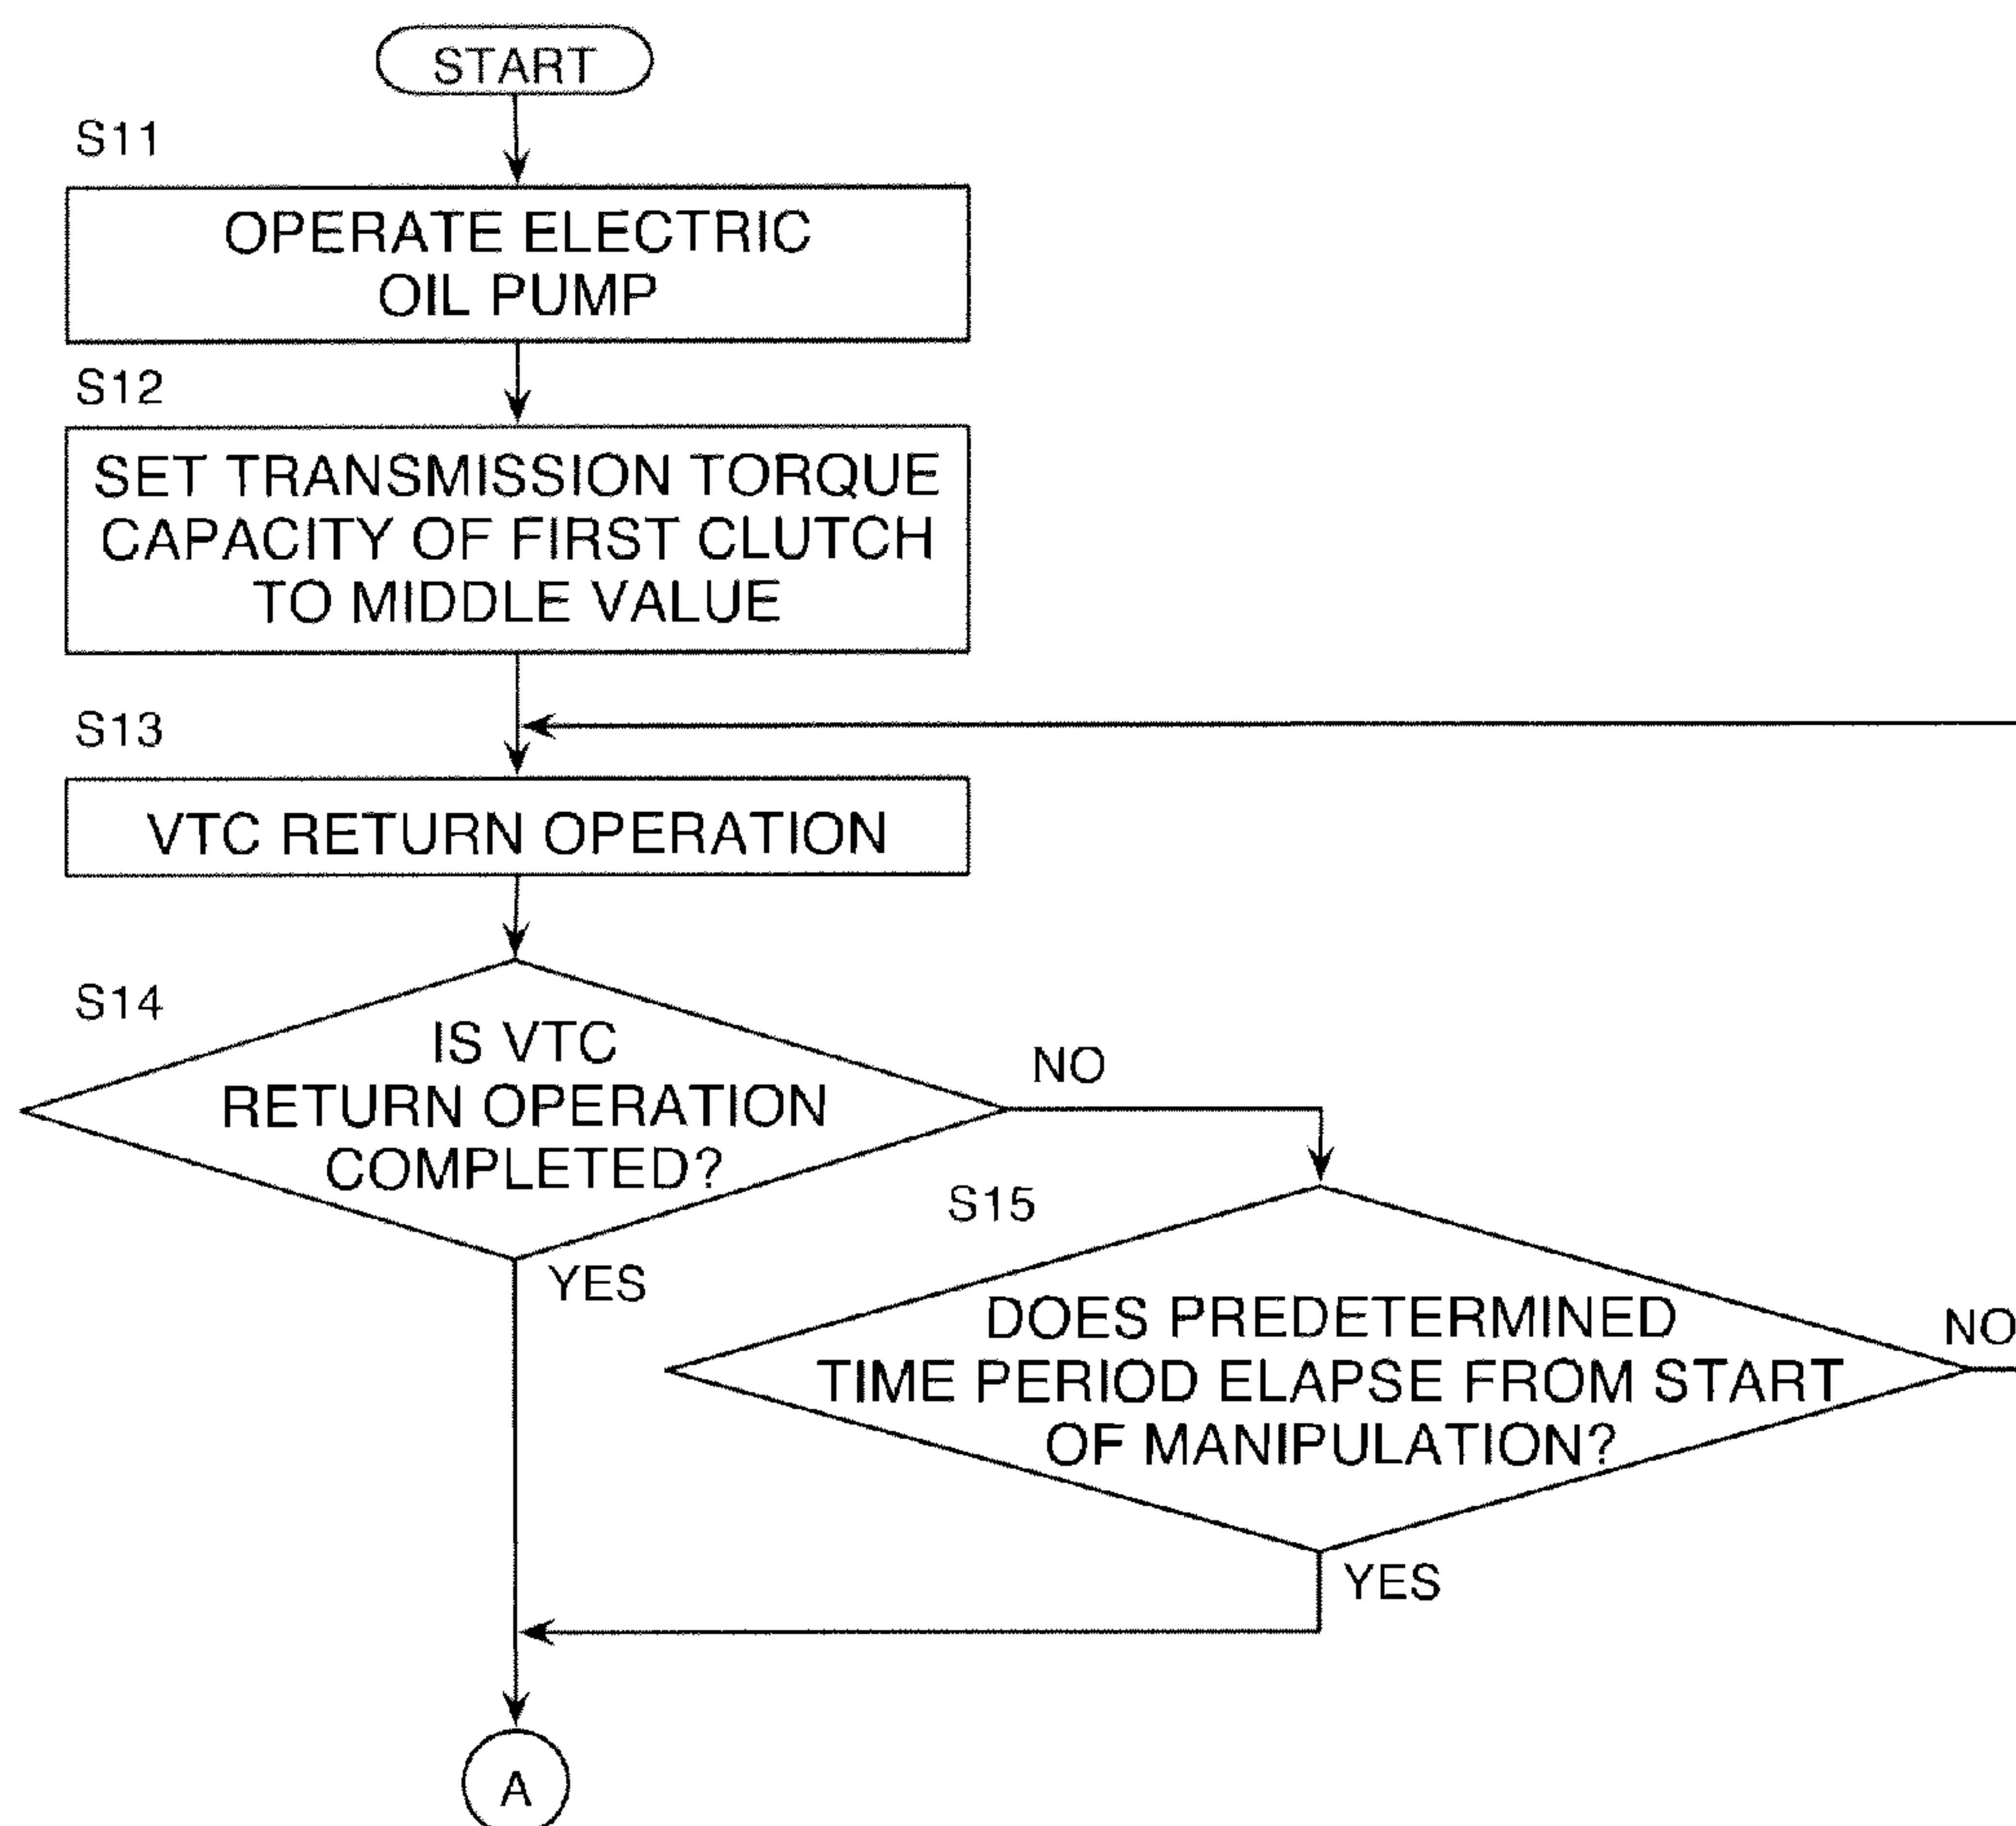 START
S11
OPERATE ELECTRIC
OIL PUMP
S12
SET TRANSMISSION TORQUE
CAPACITY OF FIRST CLUTCH
TO MIDDLE VALUE
S13
VTC RETURN OPERATION
S14
IS VTC
RETURN OPERATION
COMPLETED?
NO
YES
S15
DOES PREDETERMINED
TIME PERIOD ELAPSE FROM START
OF MANIPULATION?
NO
YES
A